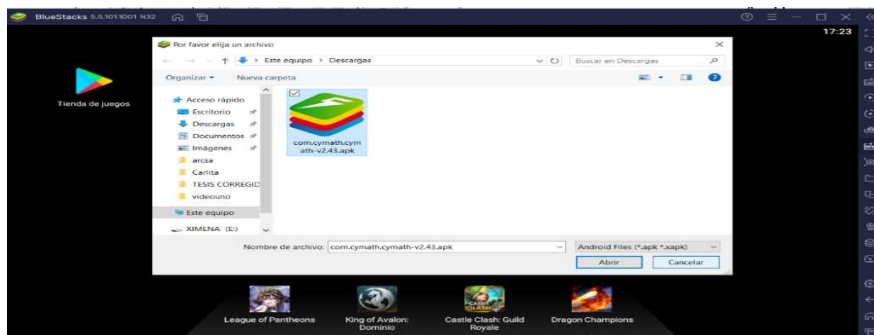 BlueStacks 5.5.101.1001 N32
17:23
Por favor elija un archivo
Este equipo > Descargas
Buscar en Descargas
Organizar
Nueva carpeta
Tienda de juegos
Acceso rápido
Escritorio
Descargas
Documentos
Imágenes
arcsa
Carlita
TESIS CORREGID
videouno
Este equipo
XIMENA (E:)
com.cymath.cym
ath-v2.43.apk
Nombre de archivo: com.cymath.cymath-v2.43.apk
Android Files (*.apk *.xapk)
Abrir
Cancelar
League of Pantheons
King of Avalon:
Dominio
Castle Clash: Guild
Royale
Dragon Champions